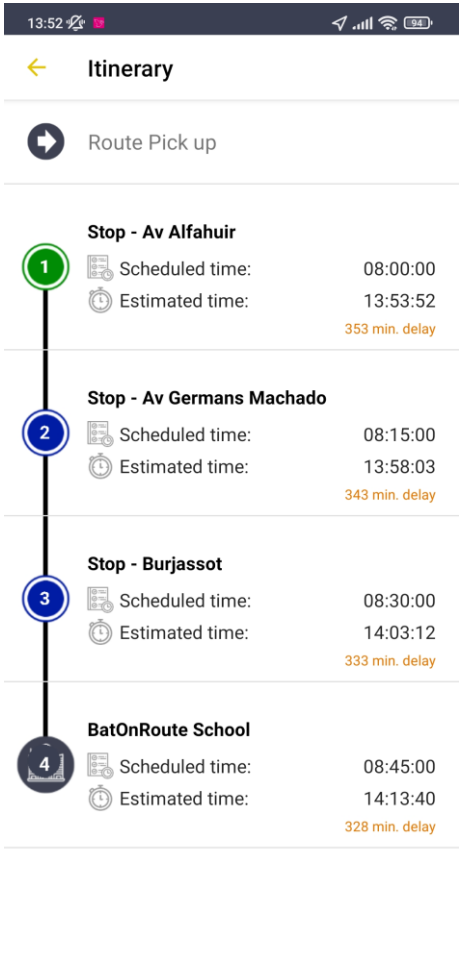 13:52 94
Itinerary
Route Pick up
Stop - Av Alfahuir
1
Scheduled time: 08:00:00
Estimated time: 13:53:52
353 min. delay
Stop - Av Germans Machado
2
Scheduled time: 08:15:00
Estimated time: 13:58:03
343 min. delay
Stop - Burjassot
3
Scheduled time: 08:30:00
Estimated time: 14:03:12
333 min. delay
BatOnRoute School
4
Scheduled time: 08:45:00
Estimated time: 14:13:40
328 min. delay